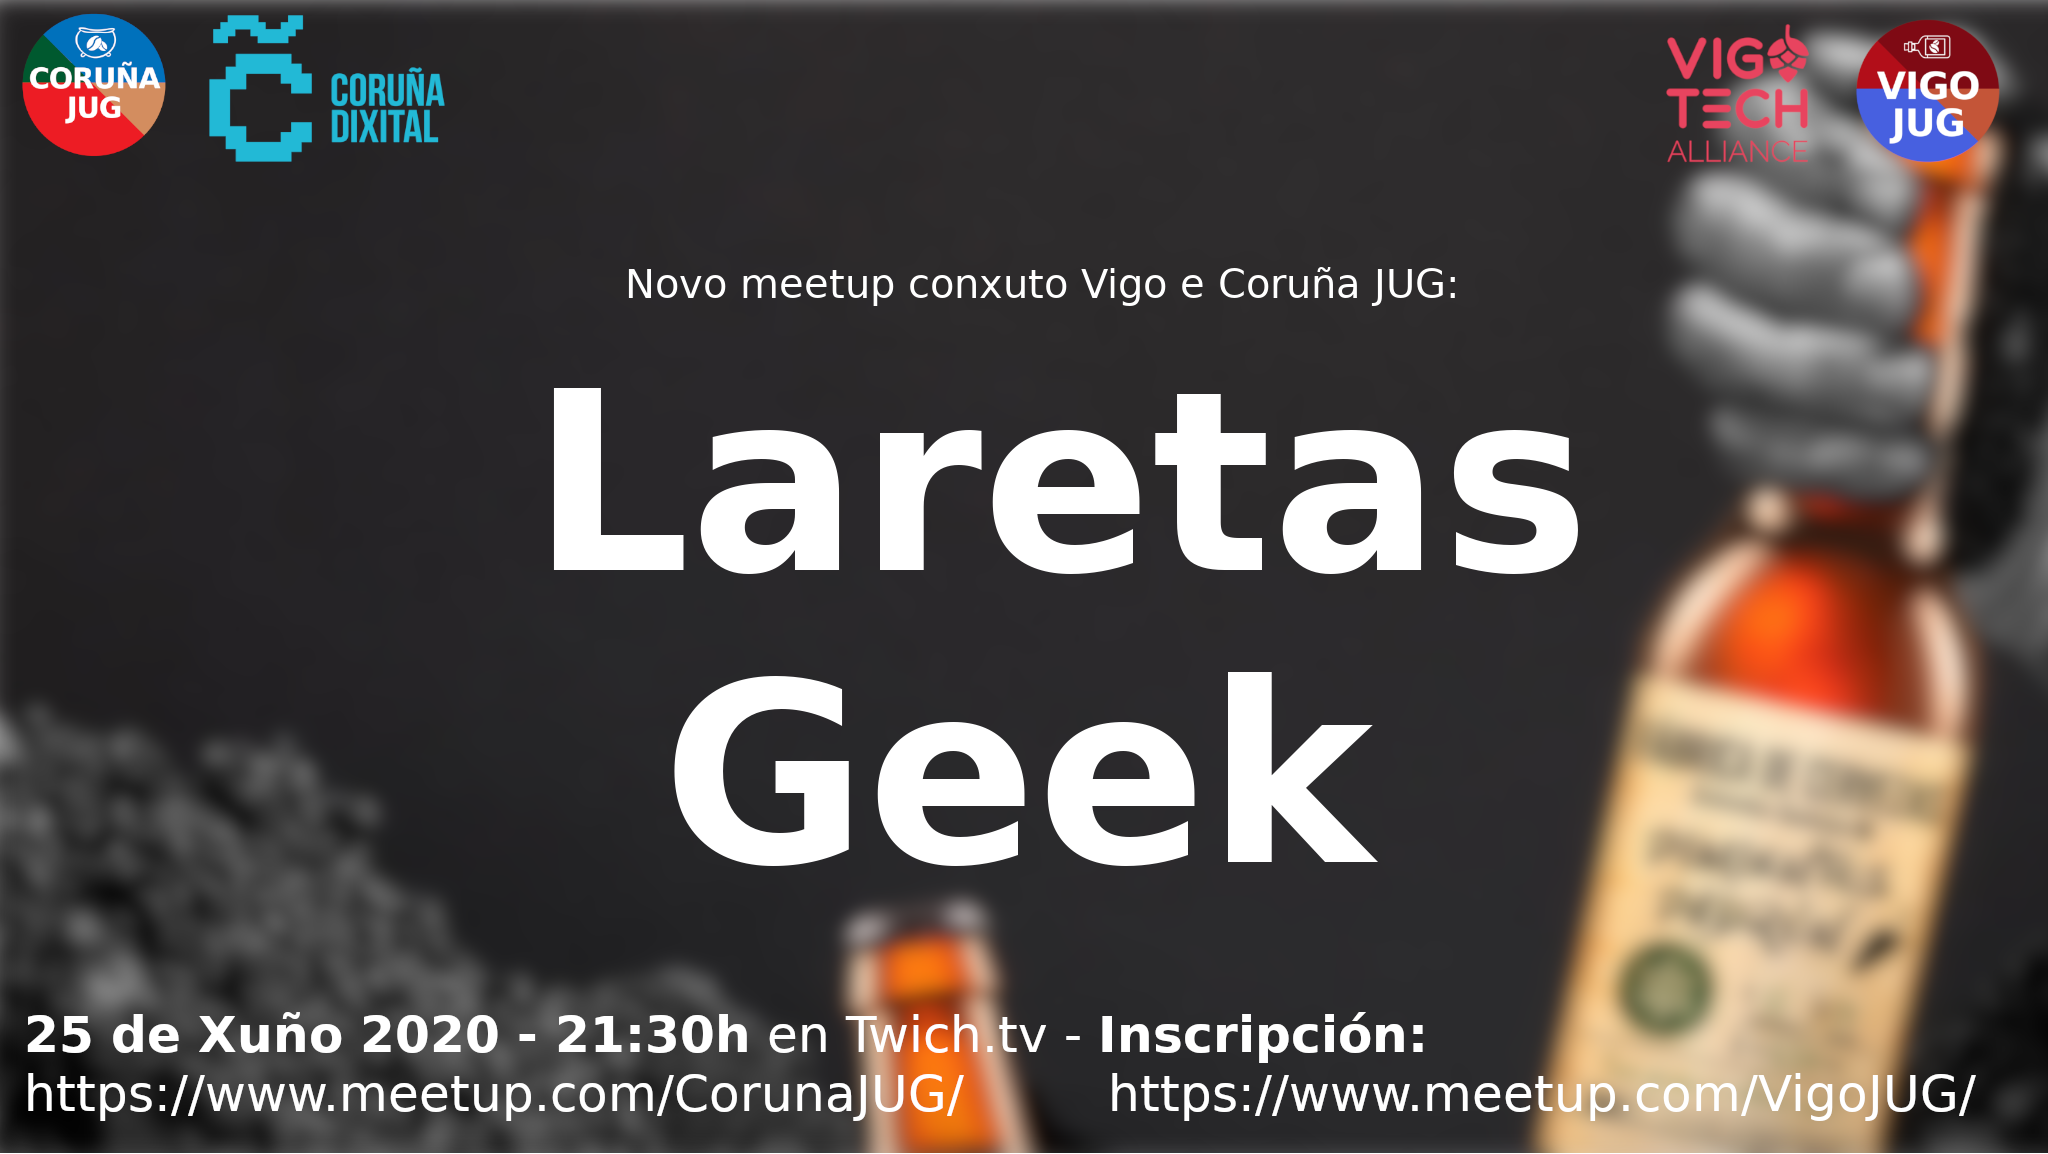 CORUÑA
JUG
CORUÑA
DIXITAL
VIGO
TECH
ALLIANCE
VIGO
JUG
Novo meetup conxuto Vigo e Coruña JUG:
Laretas
Geek
25 de Xuño 2020 - 21:30h en Twich.tv - Inscripción:
https://www.meetup.com/CorunaJUG/ https://www.meetup.com/VigoJUG/